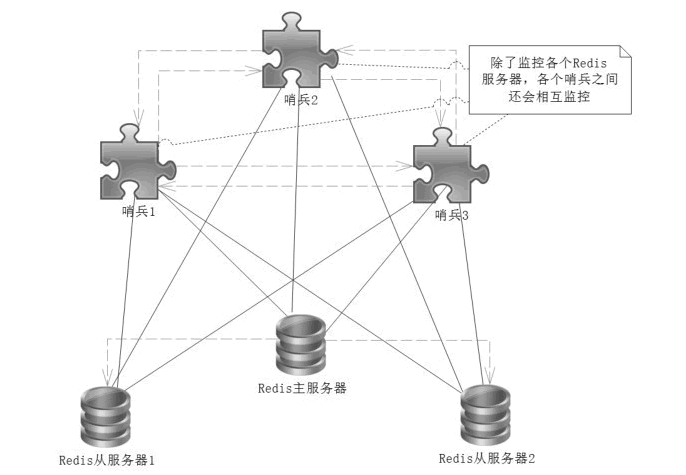 除了监控各个Redis
服务器，各个哨兵之间
还会相互监控
哨兵2
哨兵1
哨兵3
Redis主服务器
Redis从服务器1
Redis从服务器2